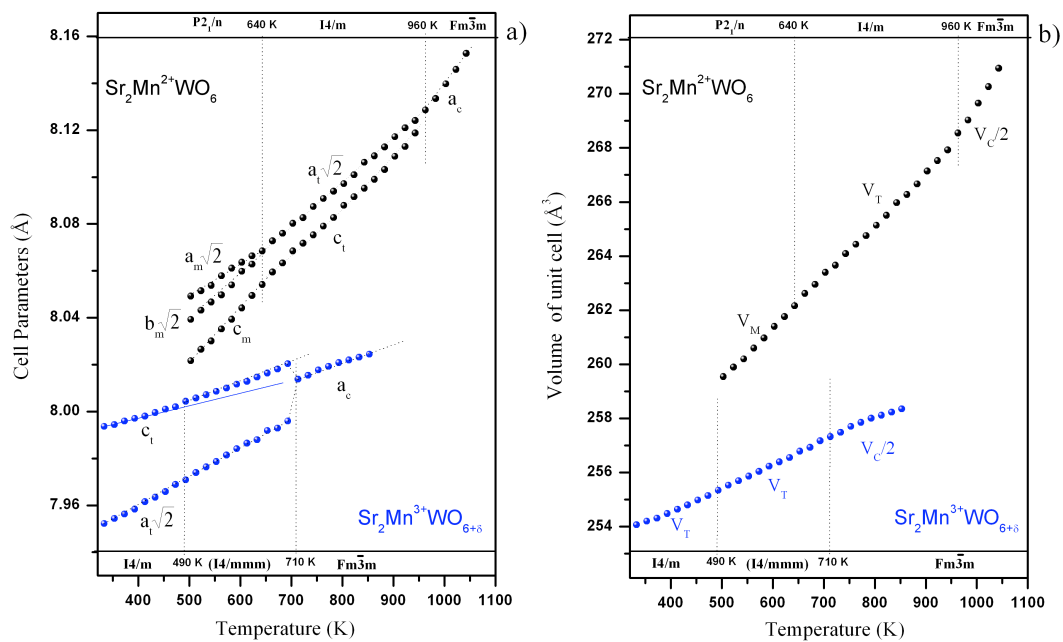 P2₁/n 640 K I4/m 960 K Fm3̄m
a)
8.16
8.12
8.08
8.04
8.00
7.96
Cell Parameters (Å)
Sr₂Mn²⁺WO₆
a_c
a_t√2
c_t
a_m√2
b_m√2
c_m
a_c
c_t
a_t√2
Sr₂Mn³⁺WO₆₊δ
I4/m 490 K (I4/mmm) 710 K Fm3̄m
400 500 600 700 800 900 1000 1100
Temperature (K)
P2₁/n 640 K I4/m 960 K Fm3̄m
b)
272
270
268
266
264
262
260
258
256
254
Volume of unit cell (Å³)
Sr₂Mn²⁺WO₆
V_C/2
V_T
V_M
V_C/2
V_T
V_T
Sr₂Mn³⁺WO₆₊δ
I4/m 490 K (I4/mmm) 710 K Fm3̄m
400 500 600 700 800 900 1000 1100
Temperature (K)